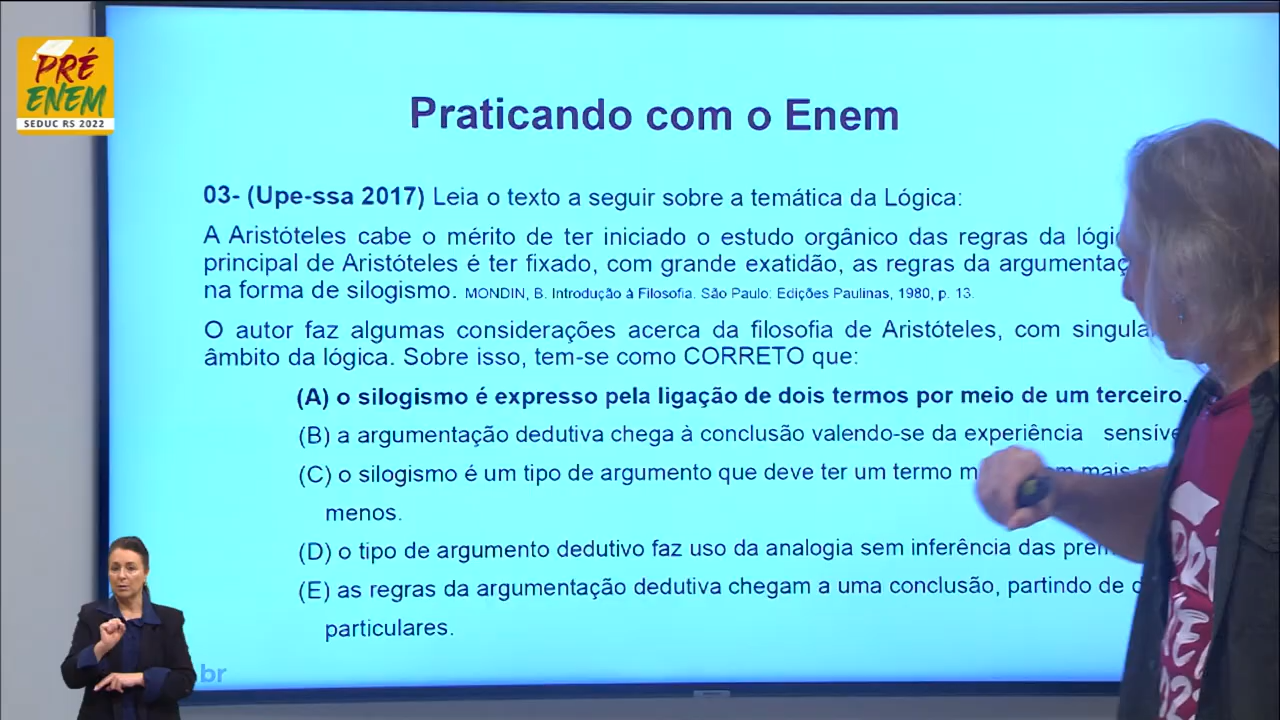 PRÉ
ENEM
SEDUC RS 2022
Praticando com o Enem
03- (Upe-ssa 2017) Leia o texto a seguir sobre a temática da Lógica:
A Aristóteles cabe o mérito de ter iniciado o estudo orgânico das regras da
principal de Aristóteles é ter fixado, com grande exatidão, as regras da
na forma de silogismo. MONDIN, B. Introdução à Filosofia. São Paulo: Edições Paulinas, 1980, p. 13.
O autor faz algumas considerações acerca da filosofia de Aristóteles, com
âmbito da lógica. Sobre isso, tem-se como CORRETO que:
(A) o silogismo é expresso pela ligação de dois termos por meio de um terceiro.
(B) a argumentação dedutiva chega à conclusão valendo-se da experiência
(C) o silogismo é um tipo de argumento que deve ter um termo mais
menos.
(D) o tipo de argumento dedutivo faz uso da analogia sem inferência das
(E) as regras da argumentação dedutiva chegam a uma conclusão, partindo de
particulares.
br
PRÉ